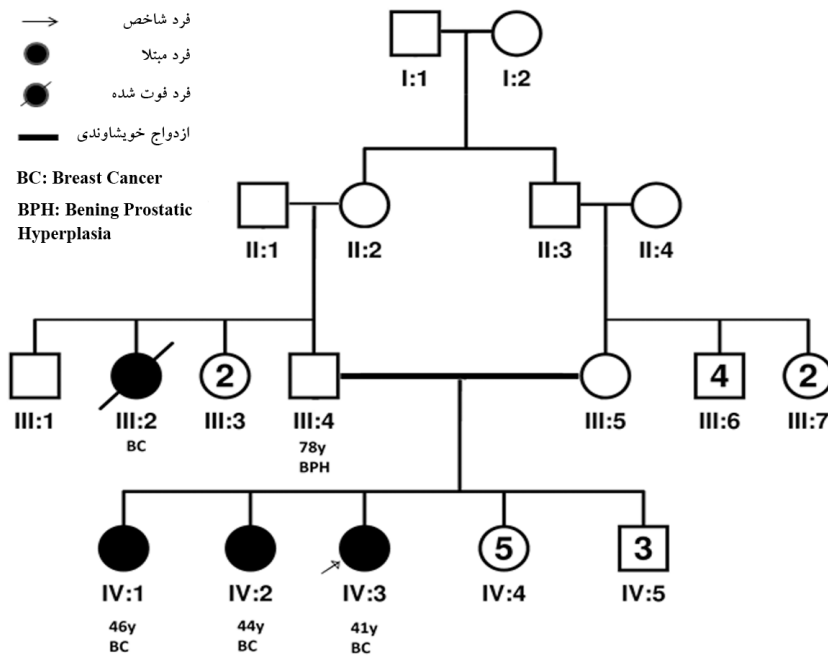 فرد شاخص
فرد مبتلا
فرد فوت شده
ازدواج خویشاوندی
BC: Breast Cancer
BPH: Bening Prostatic
Hyperplasia
I:1 I:2
II:1 II:2 II:3 II:4
2 4 2
III:1 III:2 III:3 III:4 III:5 III:6 III:7
BC 78y
BPH
5 3
IV:1 IV:2 IV:3 IV:4 IV:5
46y 44y 41y
BC BC BC